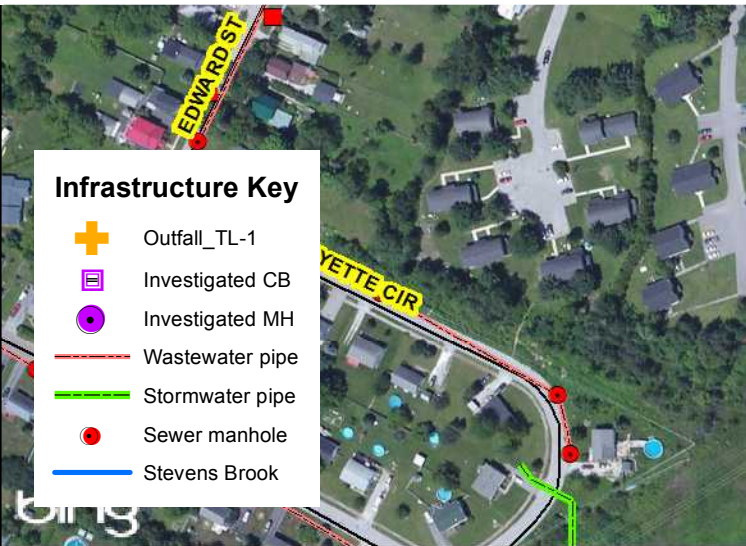 EDWARD ST
Infrastructure Key
Outfall_TL-1
Investigated CB
Investigated MH
Wastewater pipe
Stormwater pipe
Sewer manhole
Stevens Brook
YETTE CIR
bing